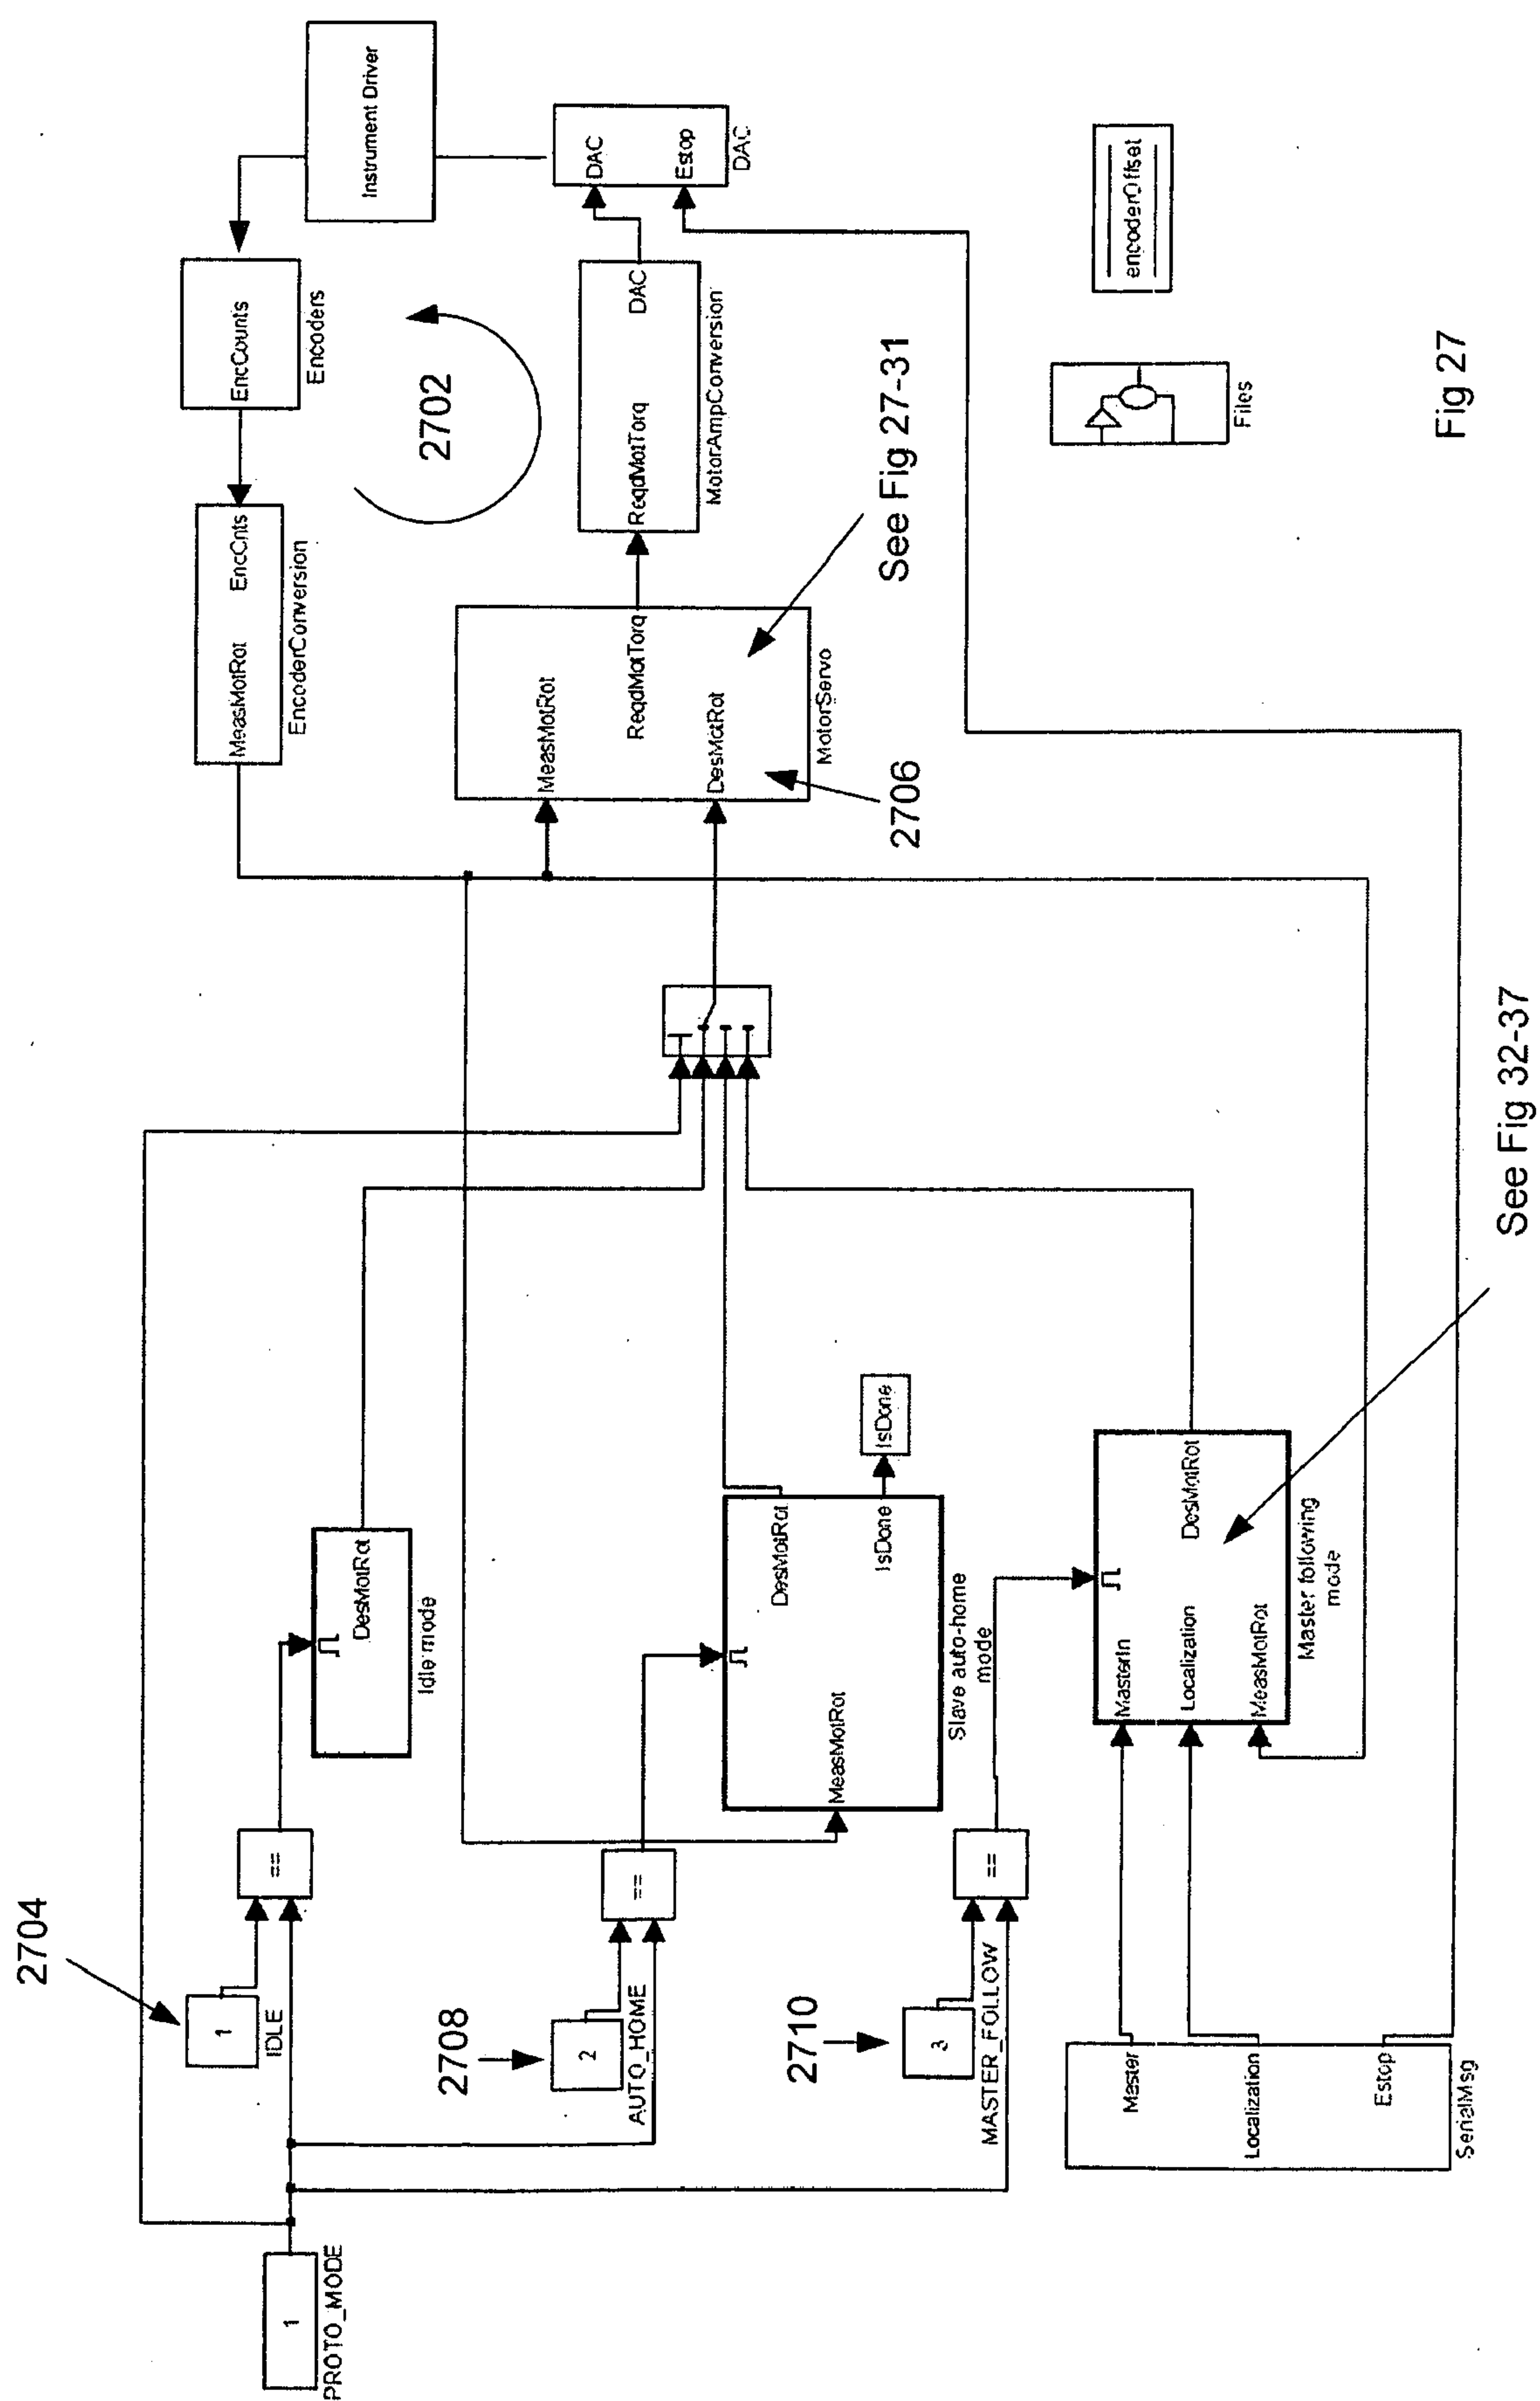 2704
1
PROTO_MODE
1
IDLE
==
DesMotRot
Idle mode
2708
2
AUTO_HOME
==
MeasMotRot
DesMotRot
IsDone
Slave auto-home
mode
IsDone
2710
3
MASTER_FOLLOW
==
MasterIn
Localization
MeasMotRot
DesMotRot
Master following
mode
Master
Localization
Estop
SerialMsg
See Fig 32-37
MeasMotRot
EncCnts
EncoderConversion
EncCounts
Encoders
Instrument Driver
2702
MeasMotRot
ReqdMotTorq
DesMotRot
MotorServo
2706
See Fig 27-31
ReqdMotTorq
DAC
MotorAmpConversion
DAC
Estop
DAC
Files
encoderOffset
Fig 27